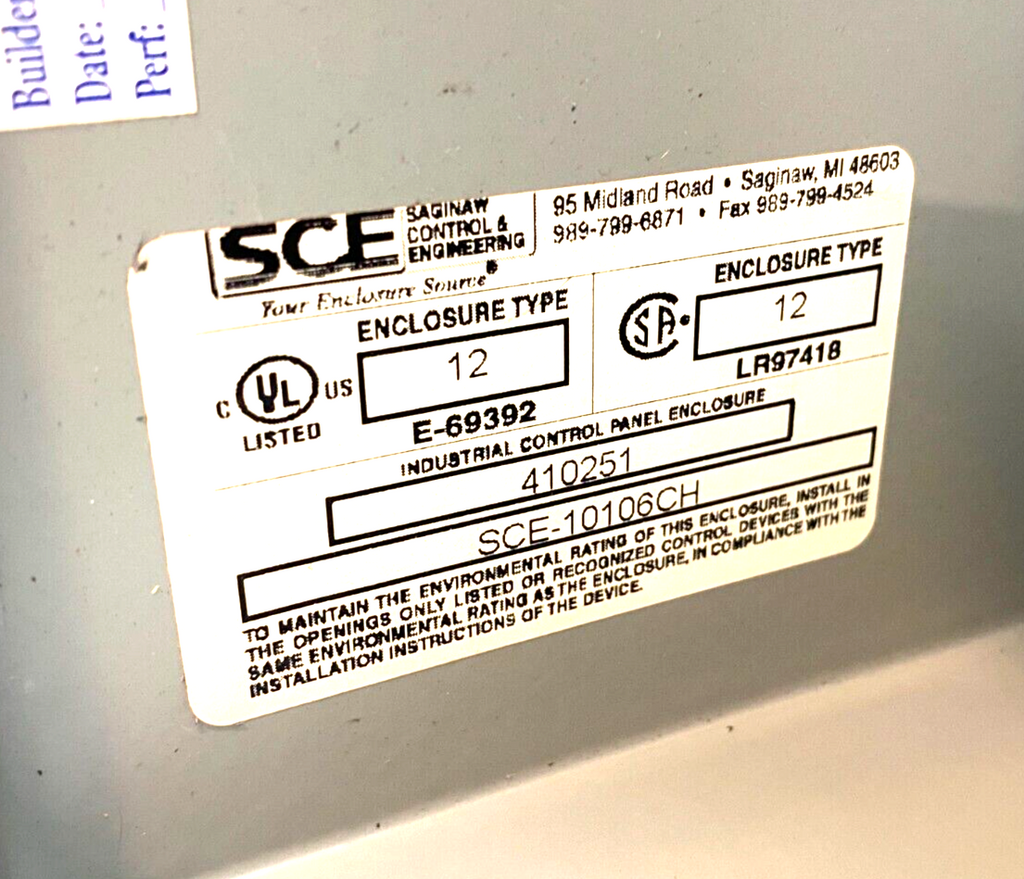 Builder
Date:
Perf:
SCE SAGINAW
CONTROL &
ENGINEERING
Your Enclosure Source®
95 Midland Road • Saginaw, MI 48603
989-799-6871 • Fax 989-799-4524
C UL US
LISTED
ENCLOSURE TYPE
12
E-69392
SA
ENCLOSURE TYPE
12
LR97418
INDUSTRIAL CONTROL PANEL ENCLOSURE
410251
SCE-10106CH
TO MAINTAIN THE ENVIRONMENTAL RATING OF THIS ENCLOSURE, INSTALL IN
THE OPENINGS ONLY LISTED OR RECOGNIZED CONTROL DEVICES WITH THE
SAME ENVIRONMENTAL RATING AS THE ENCLOSURE, IN COMPLIANCE WITH THE
INSTALLATION INSTRUCTIONS OF THE DEVICE.